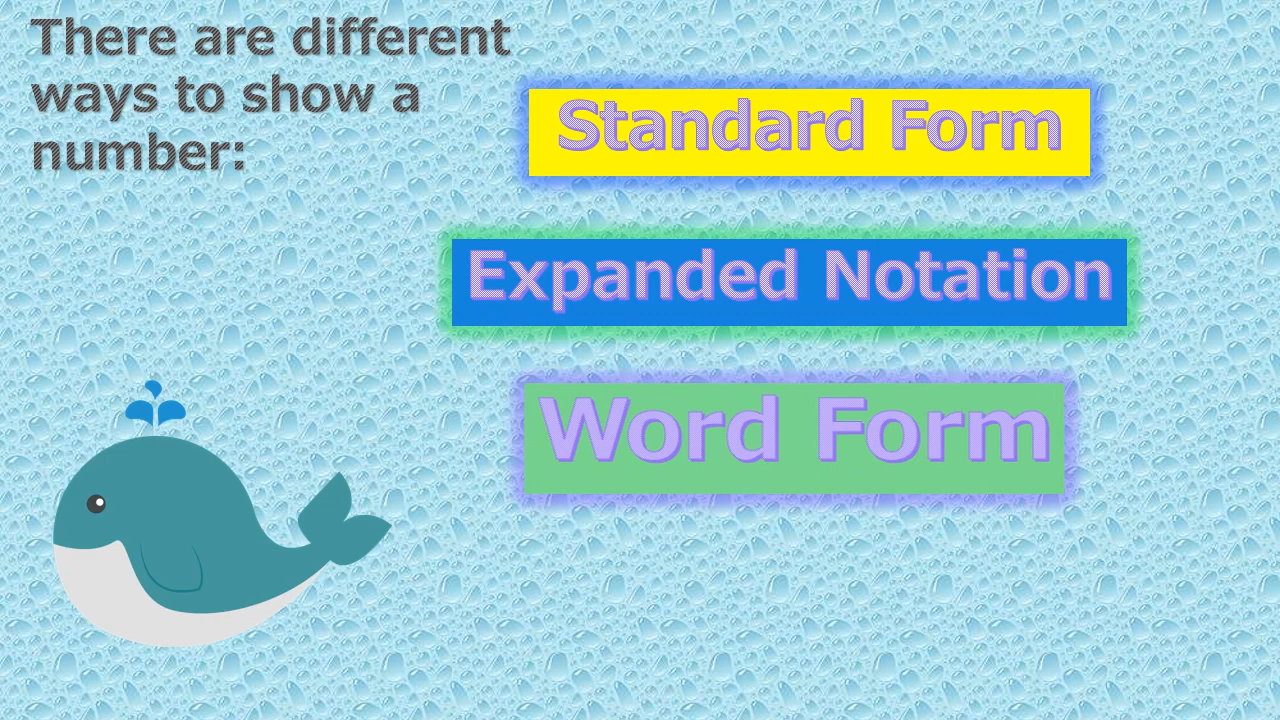 There are different
ways to show a
number:
Standard Form
Expanded Notation
Word Form